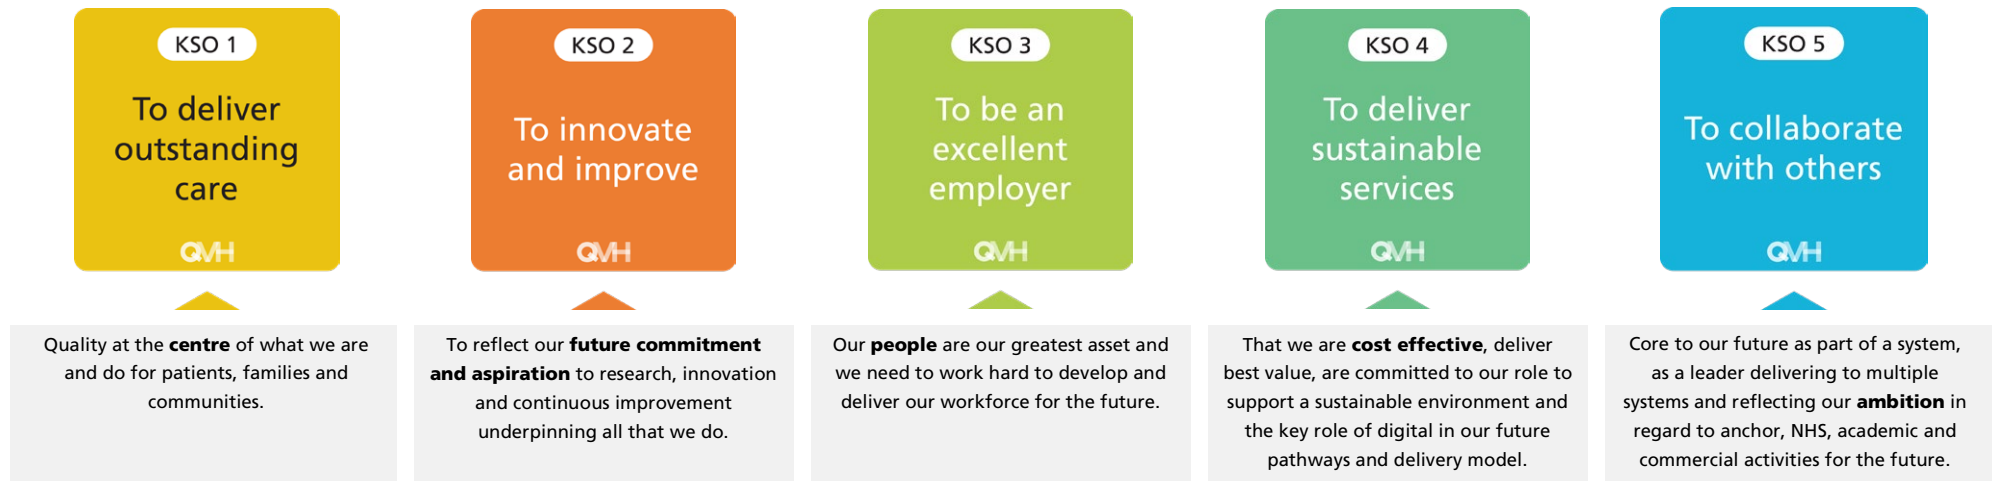 KSO 1
To deliver
outstanding
care
QVH
Quality at the centre of what we are
and do for patients, families and
communities.
KSO 2
To innovate
and improve
QVH
To reflect our future commitment
and aspiration to research, innovation
and continuous improvement
underpinning all that we do.
KSO 3
To be an
excellent
employer
QVH
Our people are our greatest asset and
we need to work hard to develop and
deliver our workforce for the future.
KSO 4
To deliver
sustainable
services
QVH
That we are cost effective, deliver
best value, are committed to our role to
support a sustainable environment and
the key role of digital in our future
pathways and delivery model.
KSO 5
To collaborate
with others
QVH
Core to our future as part of a system,
as a leader delivering to multiple
systems and reflecting our ambition in
regard to anchor, NHS, academic and
commercial activities for the future.